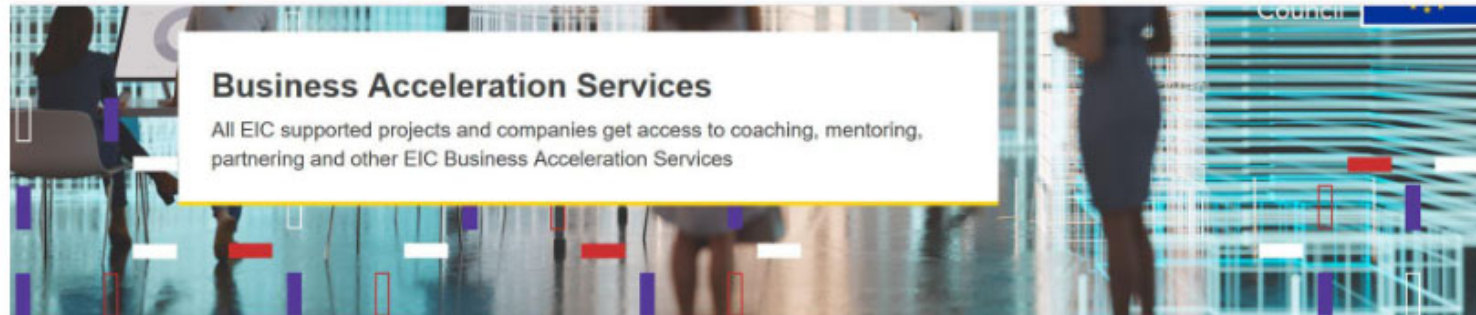 Council
Business Acceleration Services
All EIC supported projects and companies get access to coaching, mentoring,
partnering and other EIC Business Acceleration Services